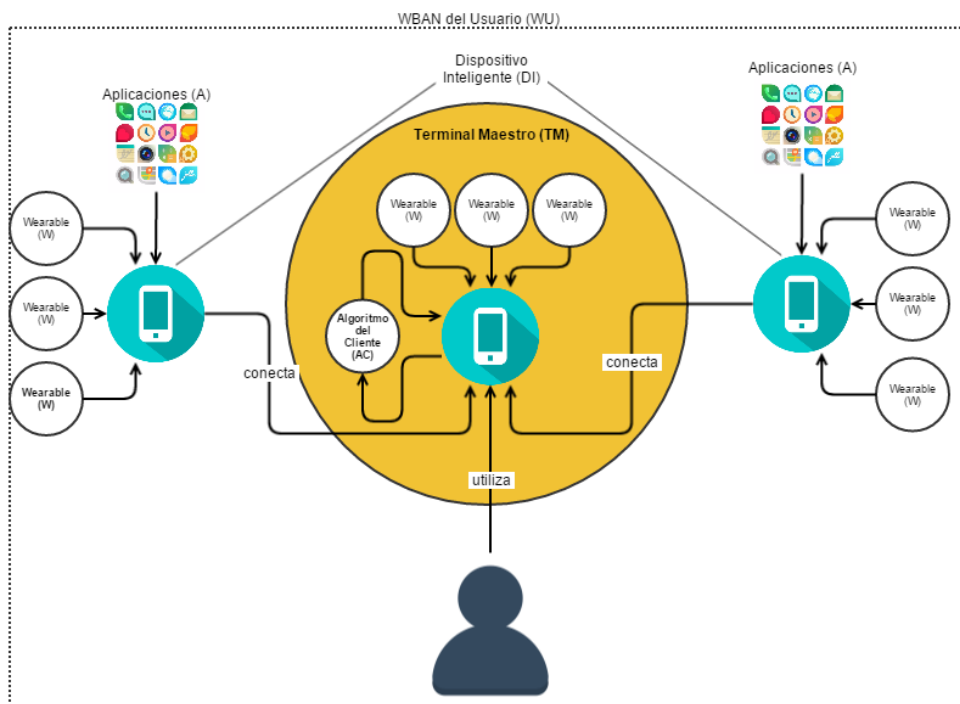 WBAN del Usuario (WU)
Dispositivo
Inteligente (DI)
Aplicaciones (A)
Aplicaciones (A)
Terminal Maestro (TM)
Wearable
(W)
Wearable
(W)
Wearable
(W)
Wearable
(W)
Wearable
(W)
Wearable
(W)
Algoritmo
del
Cliente
(AC)
Wearable
(W)
Wearable
(W)
Wearable
(W)
conecta
conecta
utiliza